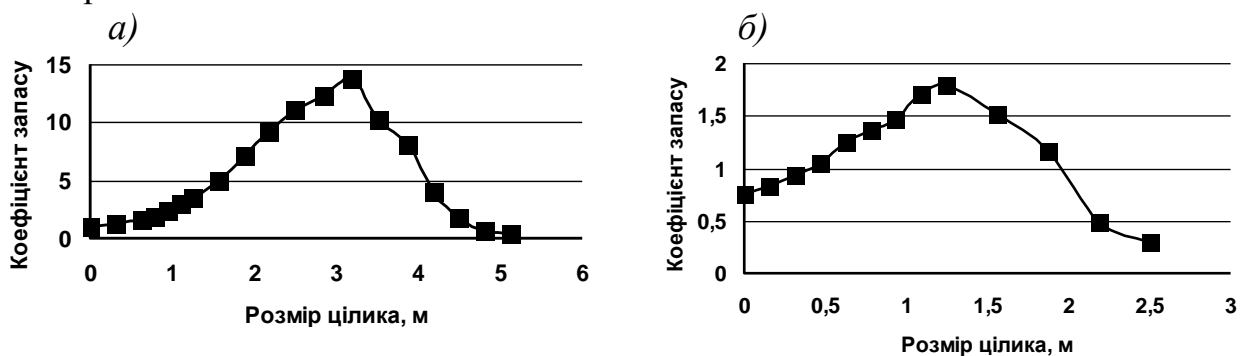 а)
Коефіцієнт запасу
15
10
5
0
0 1 2 3 4 5 6
Розмір цілика, м
б)
Коефіцієнт запасу
2
1,5
1
0,5
0
0 0,5 1 1,5 2 2,5 3
Розмір цілика, м